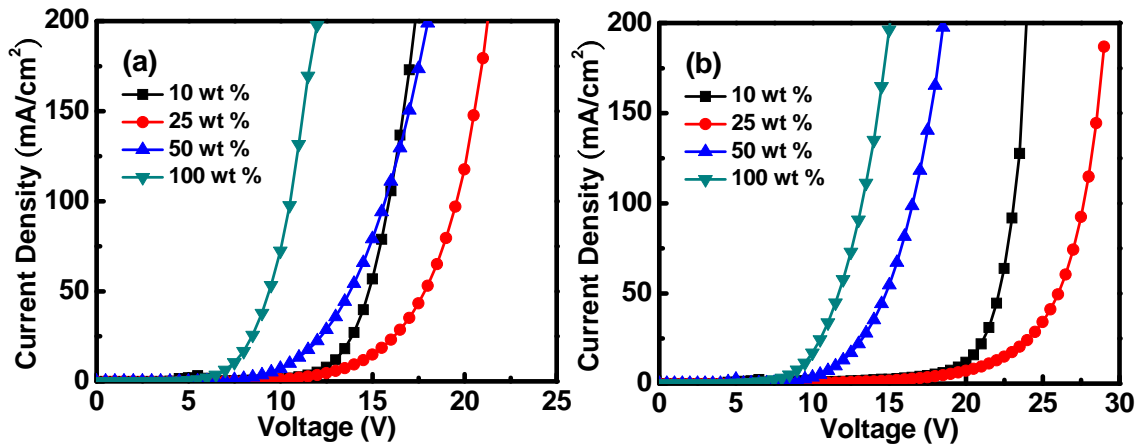 (a)
10 wt %
25 wt %
50 wt %
100 wt %
200
150
100
50
0
0 5 10 15 20 25
Voltage (V)
Current Density (mA/cm²)
(b)
10 wt %
25 wt %
50 wt %
100 wt %
200
150
100
50
0
0 5 10 15 20 25 30
Voltage (V)
Current Density (mA/cm²)